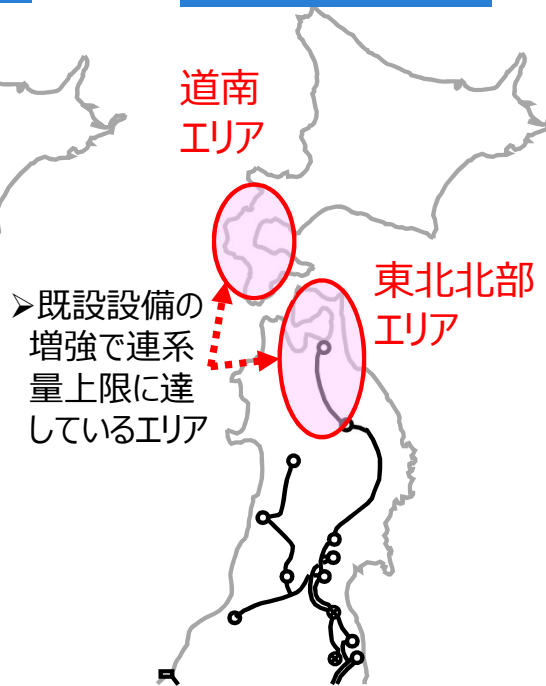 道南
エリア
東北北部
エリア
➢既設設備の
増強で連系
量上限に達
しているエリア